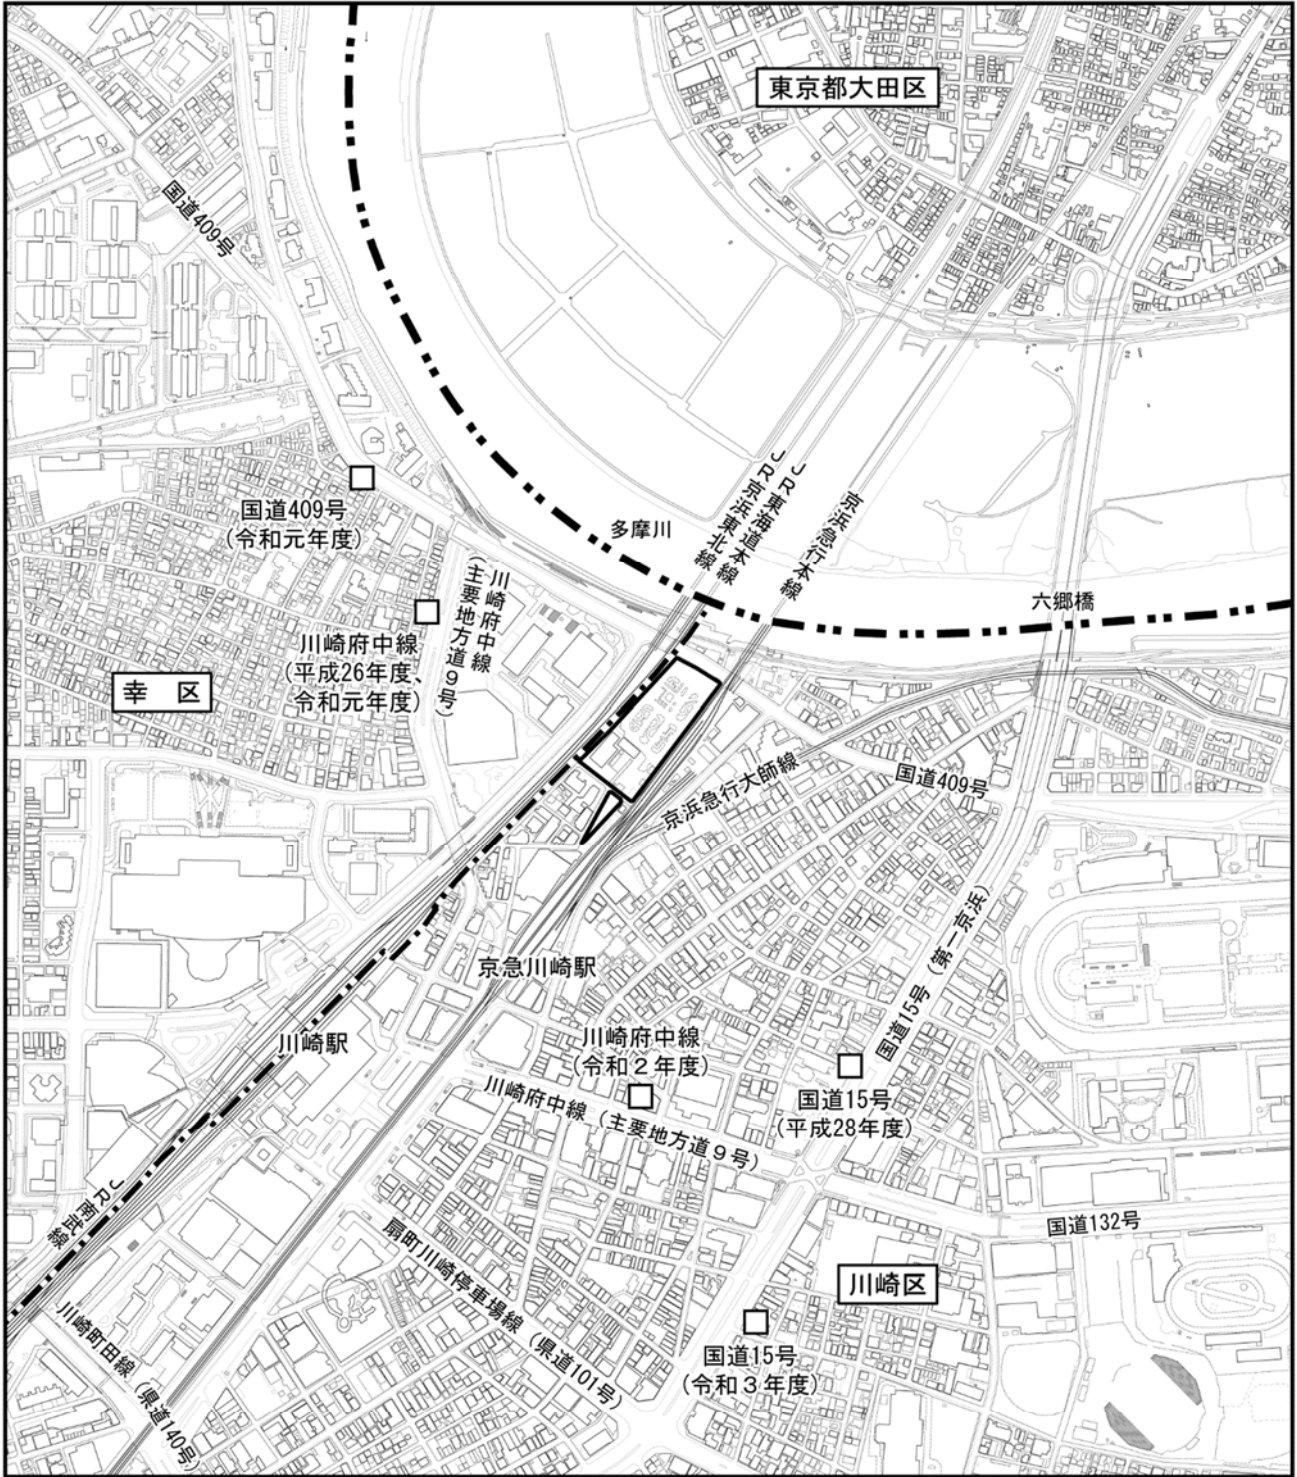 東京都大田区
国道409号
国道409号
(令和元年度)
多摩川
JR京浜東北線
JR東海道本線
京浜急行本線
六郷橋
川崎府中線
(主要地方道９号)
川崎府中線
(平成26年度、
令和元年度)
幸 区
京浜急行大師線
国道409号
国道15号 (第一京浜)
京急川崎駅
川崎駅
川崎府中線
(令和２年度)
川崎府中線 (主要地方道９号)
国道15号
(平成28年度)
JR南武線
扇町川崎停車場線 (県道101号)
国道132号
川崎区
川崎町田線 (県道140号)
国道15号
(令和３年度)